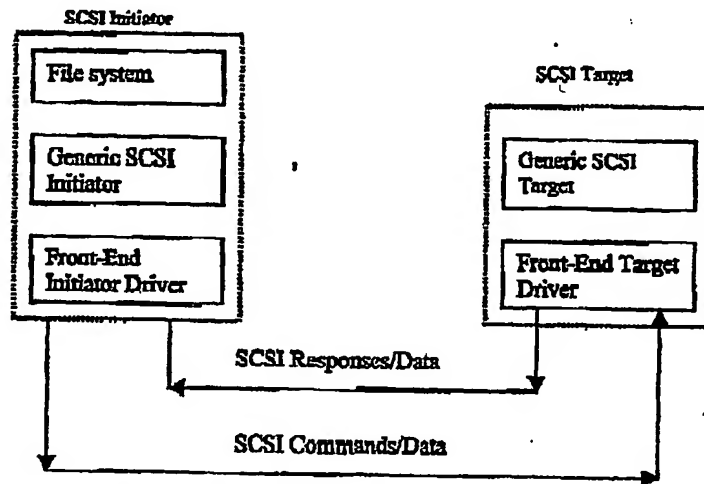 SCSI Initiator
File system
Generic SCSI
Initiator
Front-End
Initiator Driver
SCSI Target
Generic SCSI
Target
Front-End Target
Driver
SCSI Responses/Data
SCSI Commands/Data